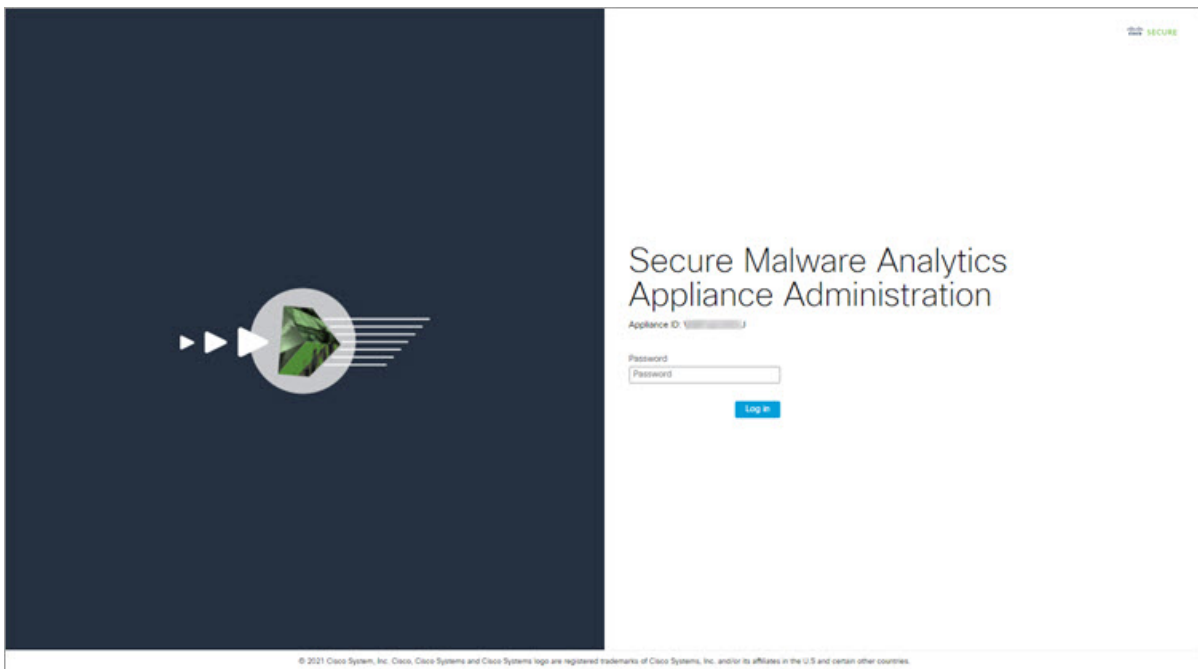 SECURE
Secure Malware Analytics
Appliance Administration
Appliance ID:
Password
Password
Log in
© 2021 Cisco System, Inc. Cisco, Cisco Systems and Cisco Systems logo are registered trademarks of Cisco Systems, Inc. and/or its affiliates in the U.S and certain other countries.